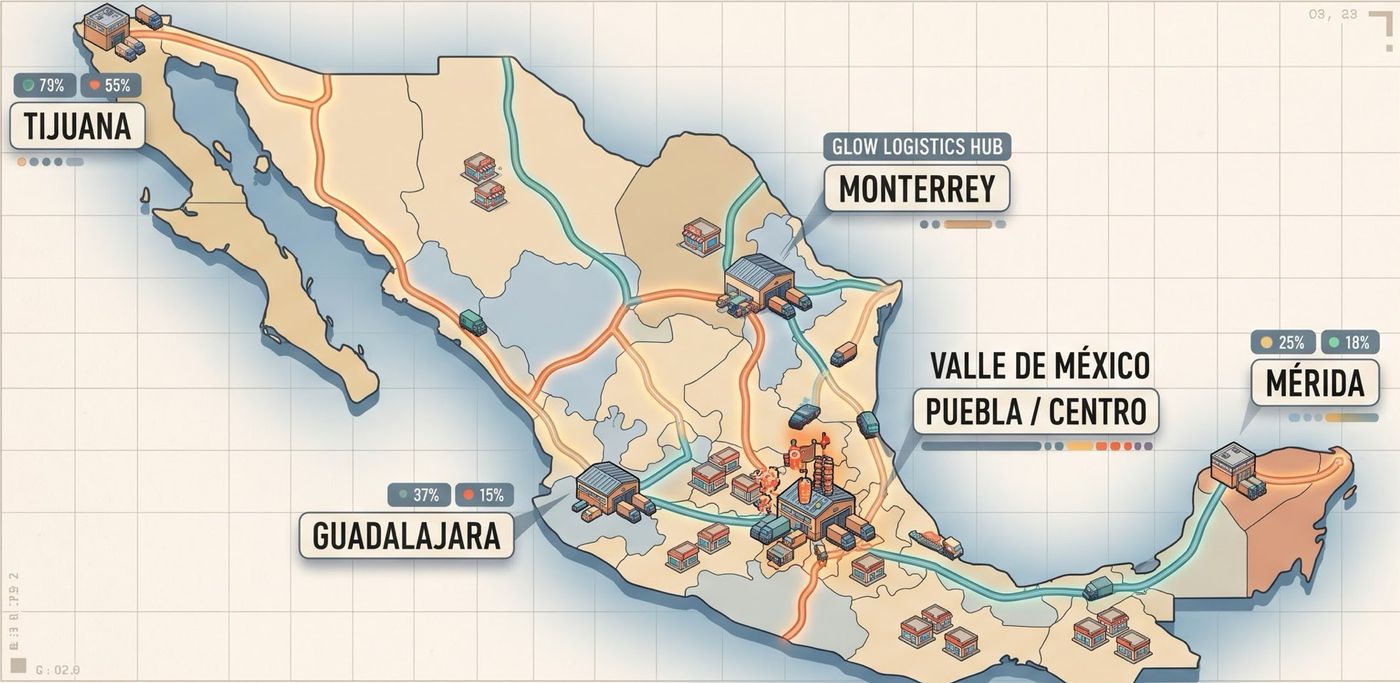 03, 23
79% 55%
TIJUANA
GLOW LOGISTICS HUB
MONTERREY
VALLE DE MÉXICO
PUEBLA / CENTRO
25% 18%
MÉRIDA
37% 15%
GUADALAJARA
G: 02.0